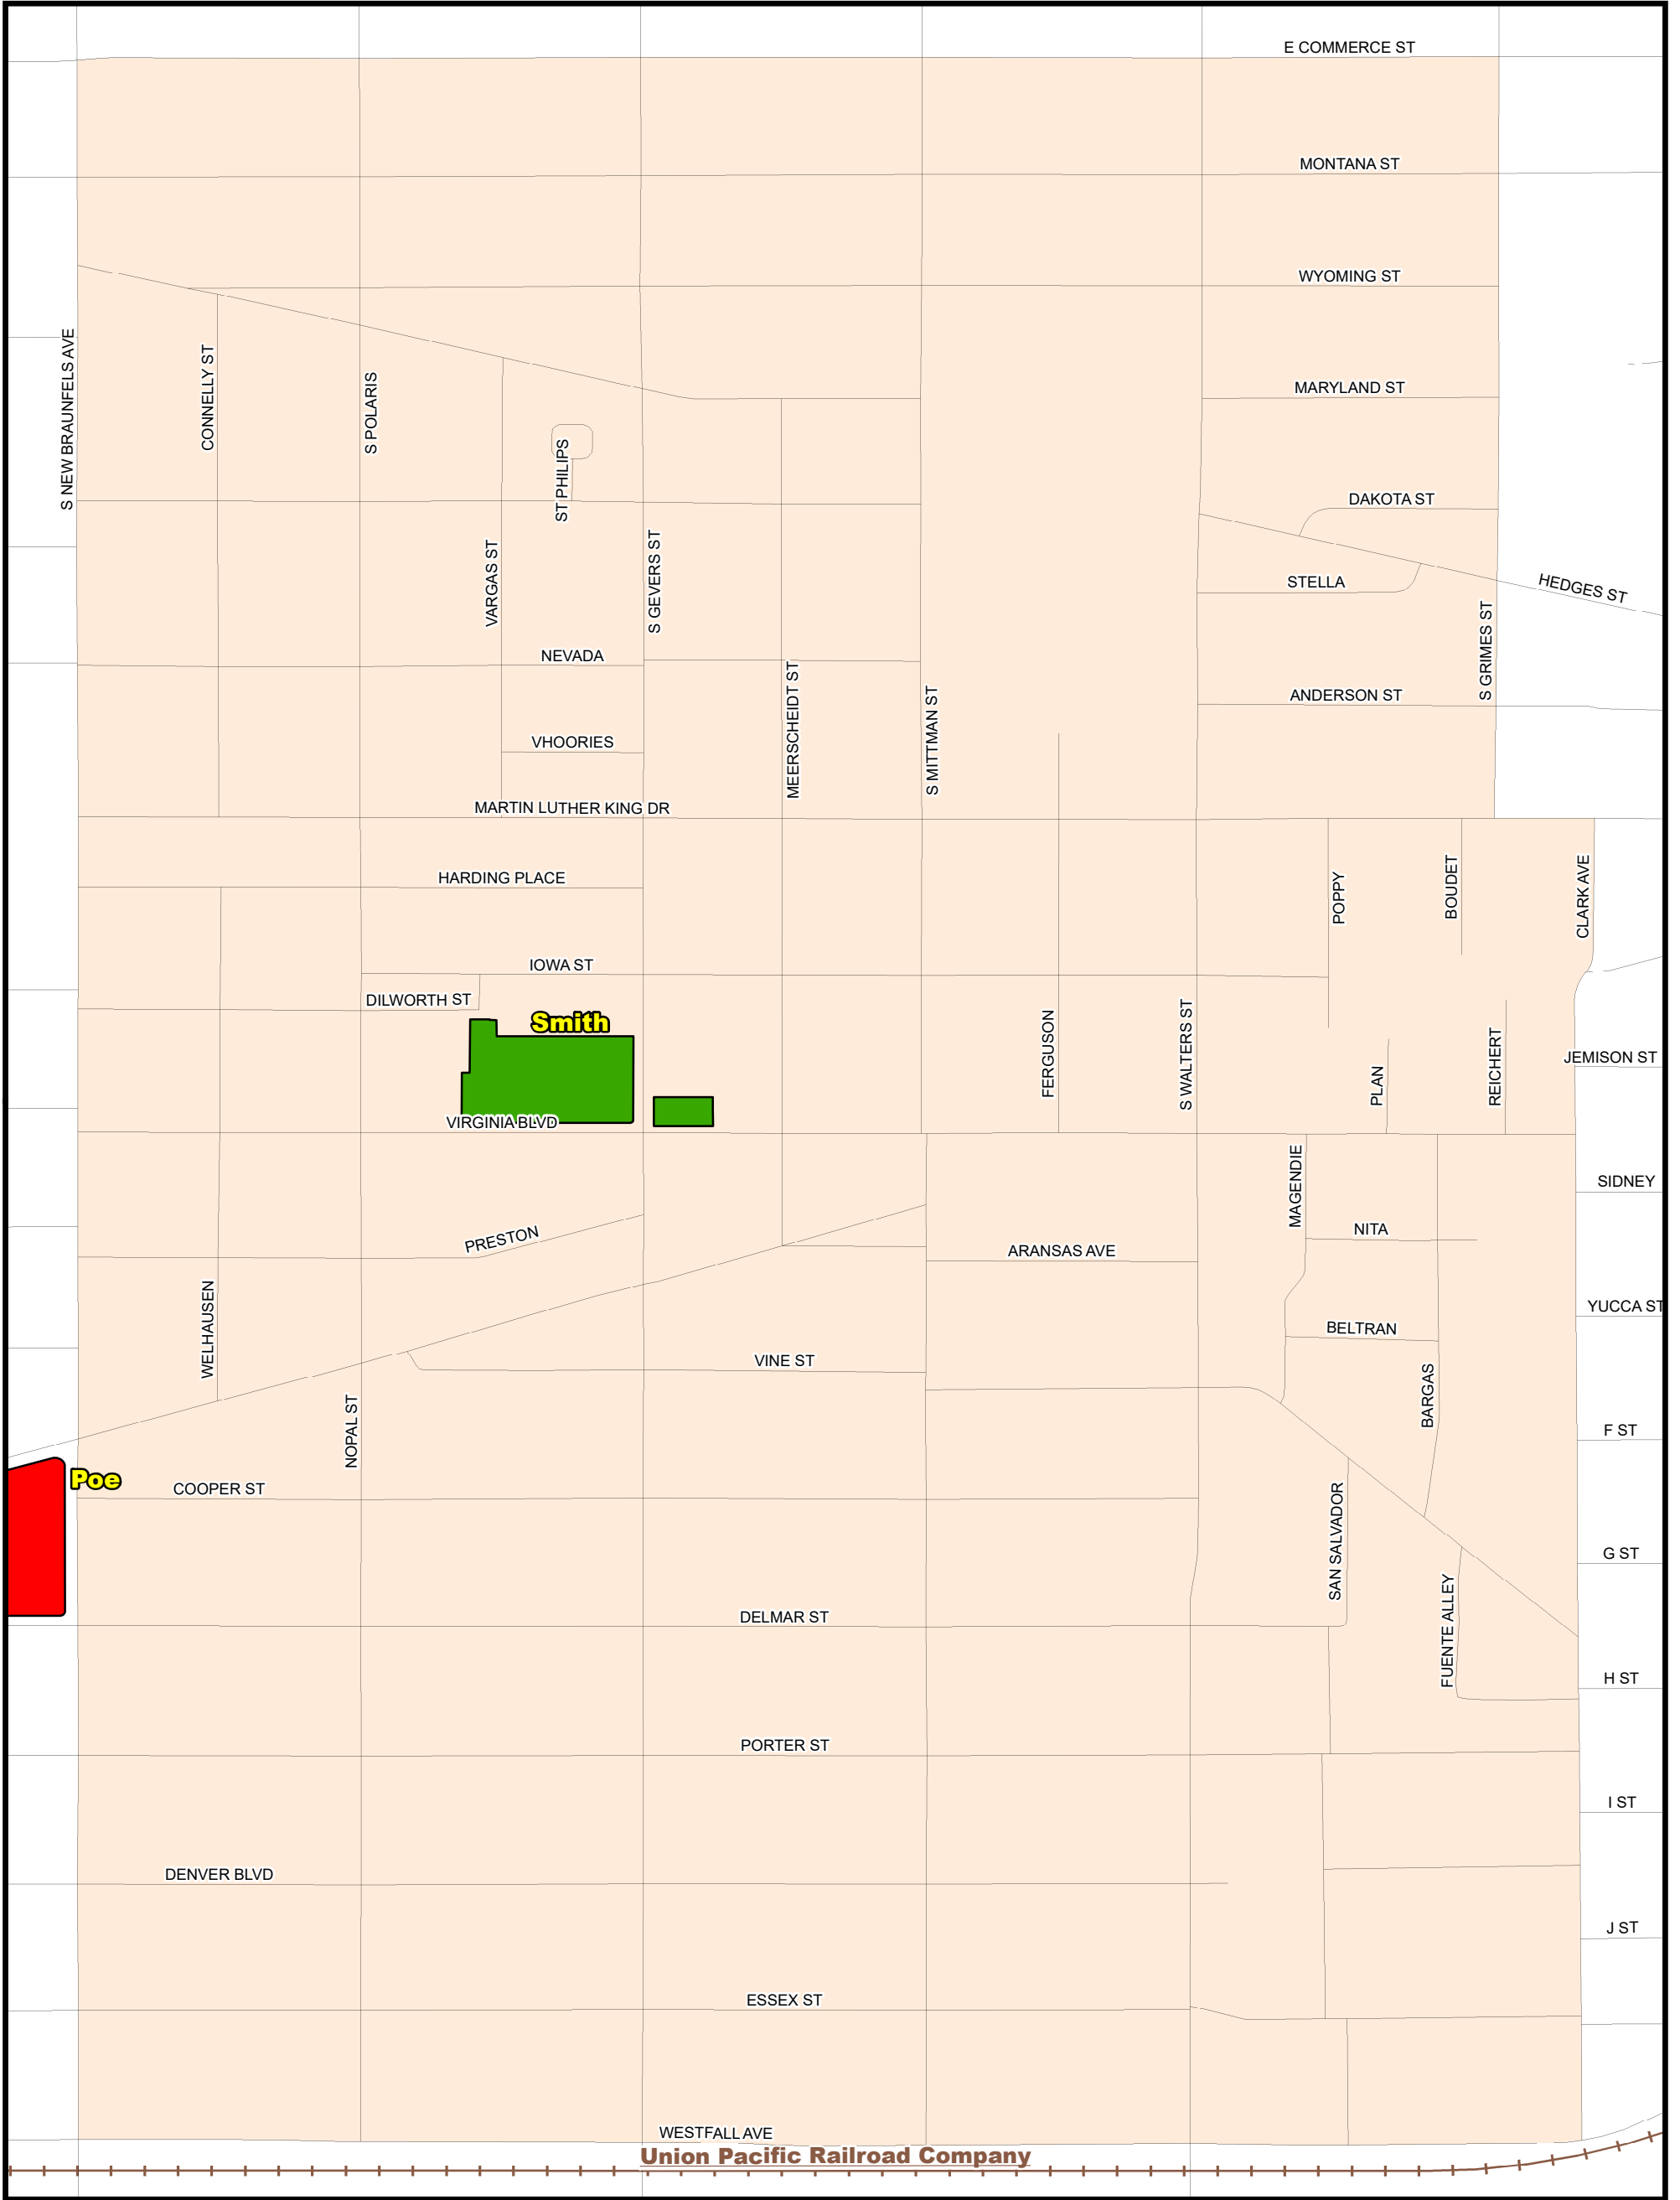 E COMMERCE ST
MONTANA ST
WYOMING ST
S NEW BRAUNFELS AVE
CONNELLY ST
S POLARIS
MARYLAND ST
ST PHILIPS
DAKOTA ST
VARGAS ST
S GEVERS ST
STELLA
HEDGES ST
S GRIMES ST
NEVADA
MEERSCHEIDT ST
S MITTMAN ST
ANDERSON ST
VHOORIES
MARTIN LUTHER KING DR
HARDING PLACE
POPPY
BOUDET
CLARK AVE
IOWA ST
DILWORTH ST
Smith
FERGUSON
S WALTERS ST
PLAN
REICHERT
JEMISON ST
VIRGINIA BLVD
MAGENDIE
SIDNEY
NITA
PRESTON
ARANSAS AVE
WELHAUSEN
YUCCA ST
BELTRAN
VINE ST
BARGAS
NOPAL ST
F ST
Poe
COOPER ST
SAN SALVADOR
G ST
FUENTE ALLEY
DELMAR ST
H ST
PORTER ST
I ST
DENVER BLVD
J ST
ESSEX ST
WESTFALL AVE
Union Pacific Railroad Company